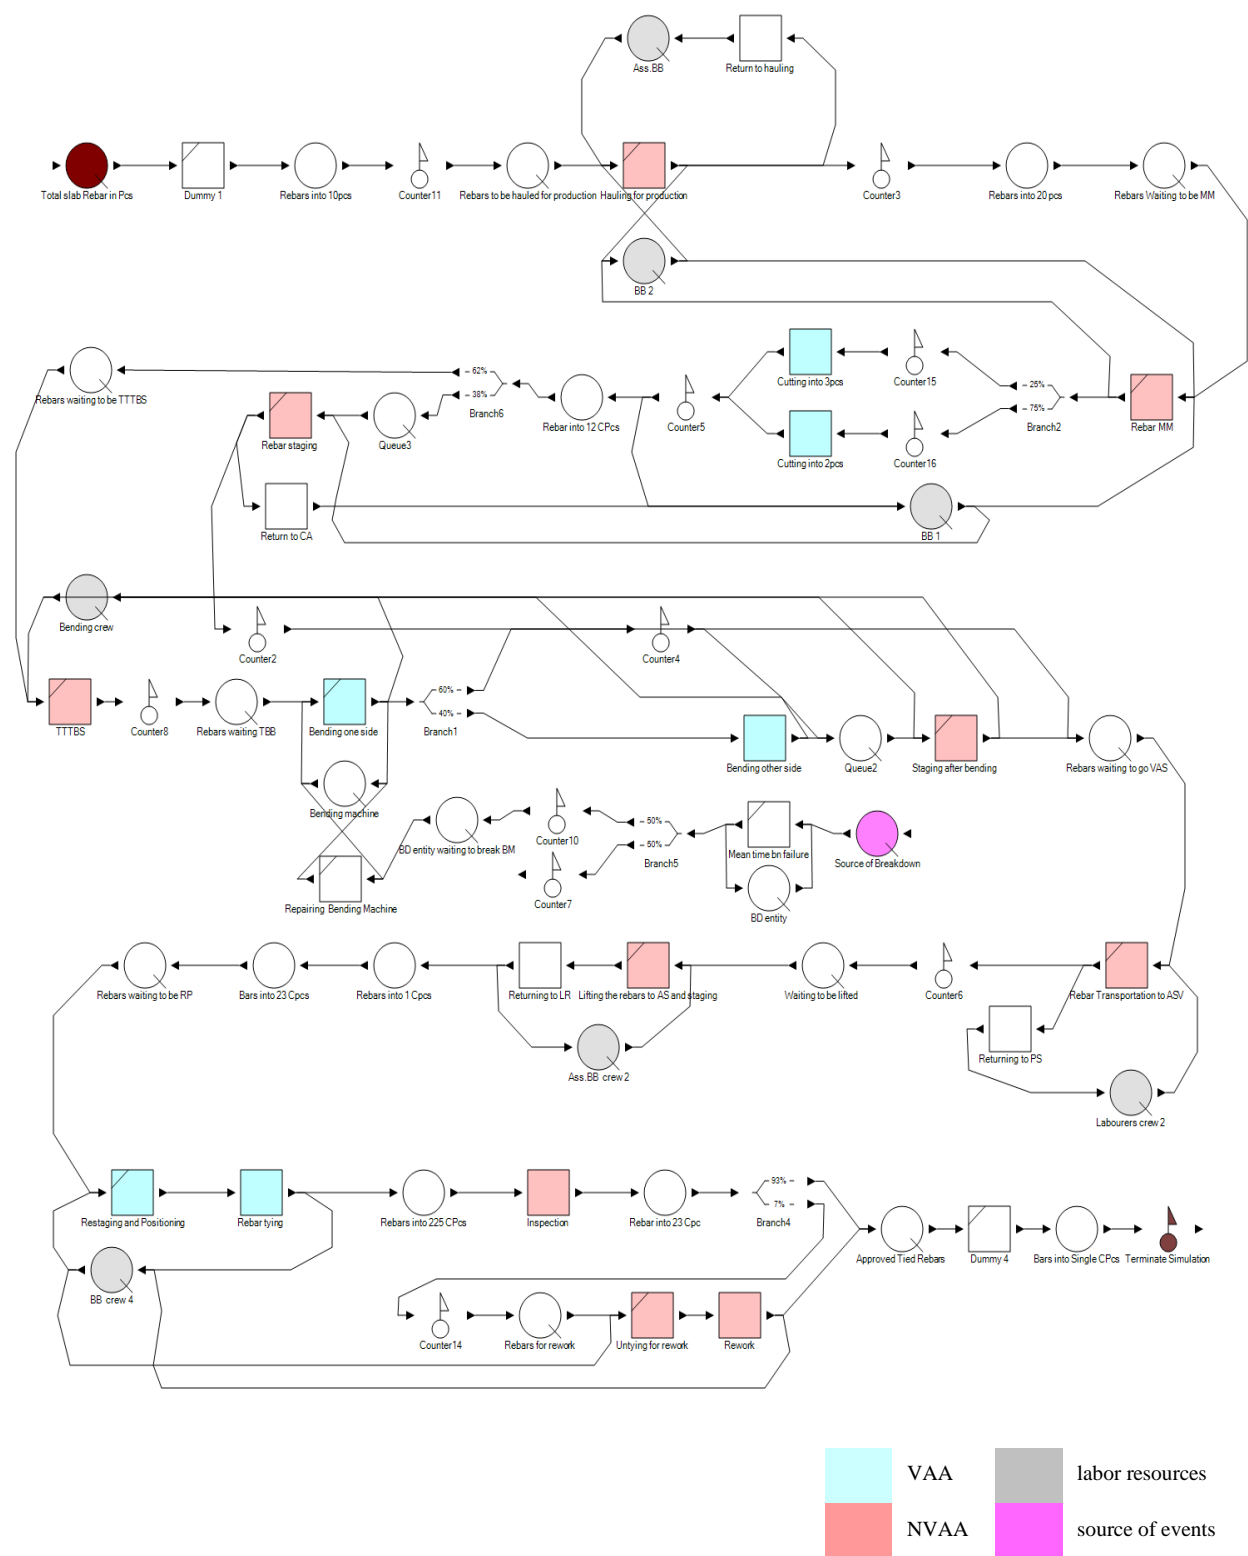 Ass.BB
Return to hauling
Total slab Rebar in Pcs
Dummy 1
Rebars into 10pcs
Counter11
Rebars to be hauled for production
Hauling for production
Counter3
Rebars into 20 pcs
Rebars Waiting to be MM
BB 2
Rebars waiting to be TTTBS
62%
38%
Branch6
Rebar staging
Queue3
Rebar into 12 CPcs
Counter5
Cutting into 3pcs
Cutting into 2pcs
Counter15
Counter16
25%
75%
Branch2
Rebar MM
Return to CA
BB 1
Bending crew
Counter2
Counter4
TTTBS
Counter8
Rebars waiting TBB
Bending one side
60%
40%
Branch1
Bending other side
Queue2
Staging after bending
Rebars waiting to go VAS
Bending machine
BD entity waiting to break BM
Counter10
Counter7
50%
50%
Branch5
Mean time bn failure
Source of Breakdown
BD entity
Repairing Bending Machine
Rebars waiting to be RP
Bars into 23 Cpcs
Rebars into 1 Cpcs
Returning to LR
Lifting the rebars to AS and staging
Waiting to be lifted
Counter6
Rebar Transportation to ASV
Returning to PS
Ass.BB crew 2
Labourers crew 2
Restaging and Positioning
Rebar tying
Rebars into 225 CPcs
Inspection
Rebar into 23 Cpc
93%
7%
Branch4
Approved Tied Rebars
Dummy 4
Bars into Single CPcs
Terminate Simulation
BB crew 4
Counter14
Rebars for rework
Untying for rework
Rework
VAA
labor resources
NVAA
source of events